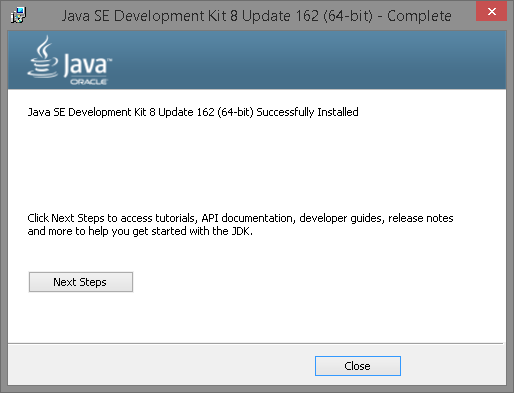 Java SE Development Kit 8 Update 162 (64-bit) - Complete
Java™
ORACLE
Java SE Development Kit 8 Update 162 (64-bit) Successfully Installed
Click Next Steps to access tutorials, API documentation, developer guides, release notes
and more to help you get started with the JDK.
Next Steps
Close